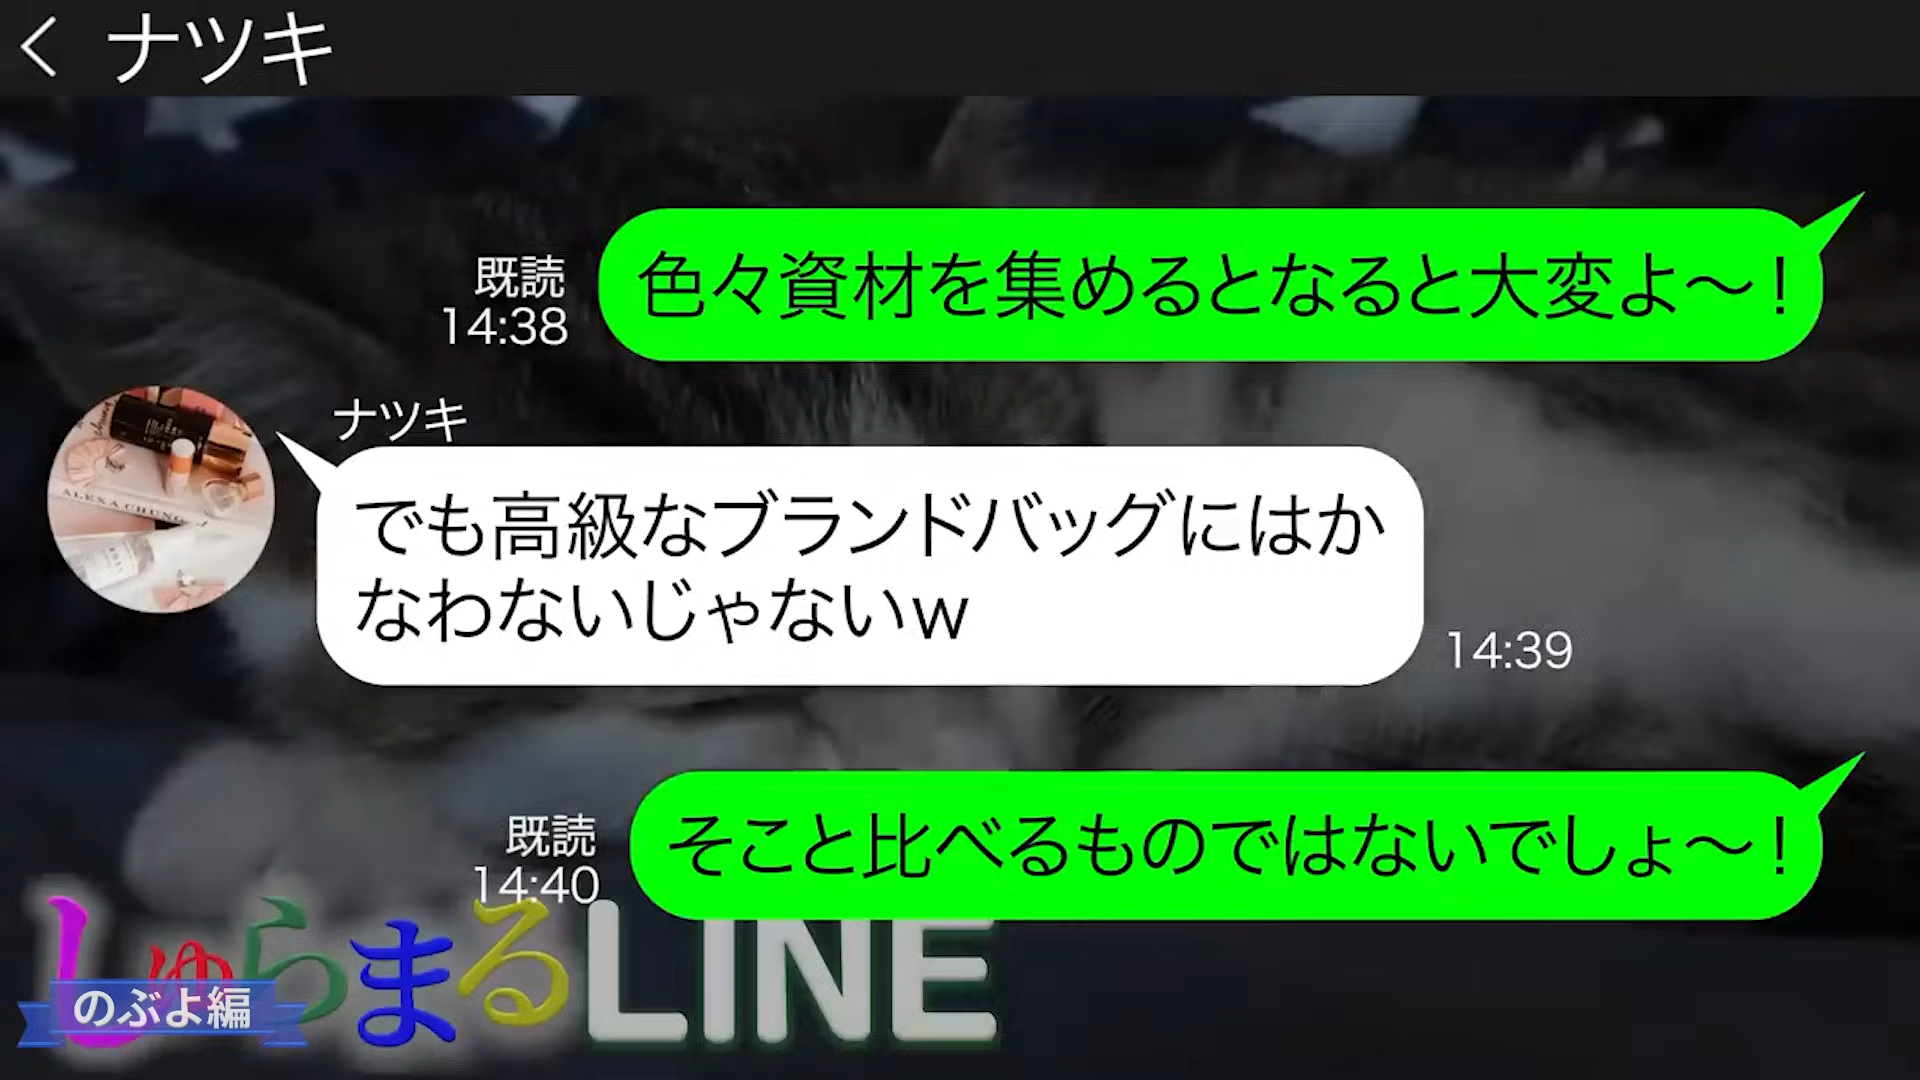 ナツキ
色々資材を集めるとなると大変よ〜！
既読
14:38
ナツキ
でも高級なブランドバッグにはか
なわないじゃないｗ
14:39
そこと比べるものではないでしょ〜！
既読
14:40
ALEXA CHUNG
しゅらまるLINE
のぶよ編